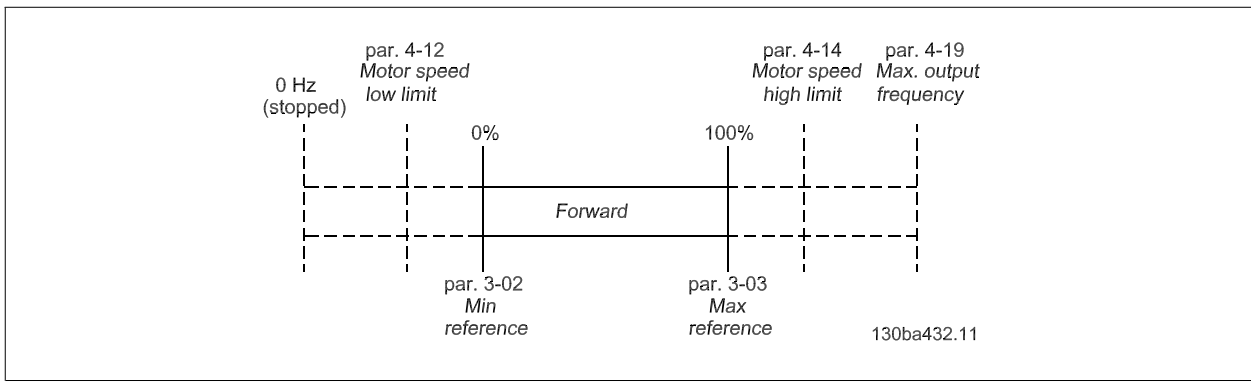 par. 4-12
Motor speed
low limit
par. 4-14
Motor speed
high limit
par. 4-19
Max. output
frequency
0 Hz
(stopped)
0%
100%
Forward
par. 3-02
Min
reference
par. 3-03
Max
reference
130ba432.11